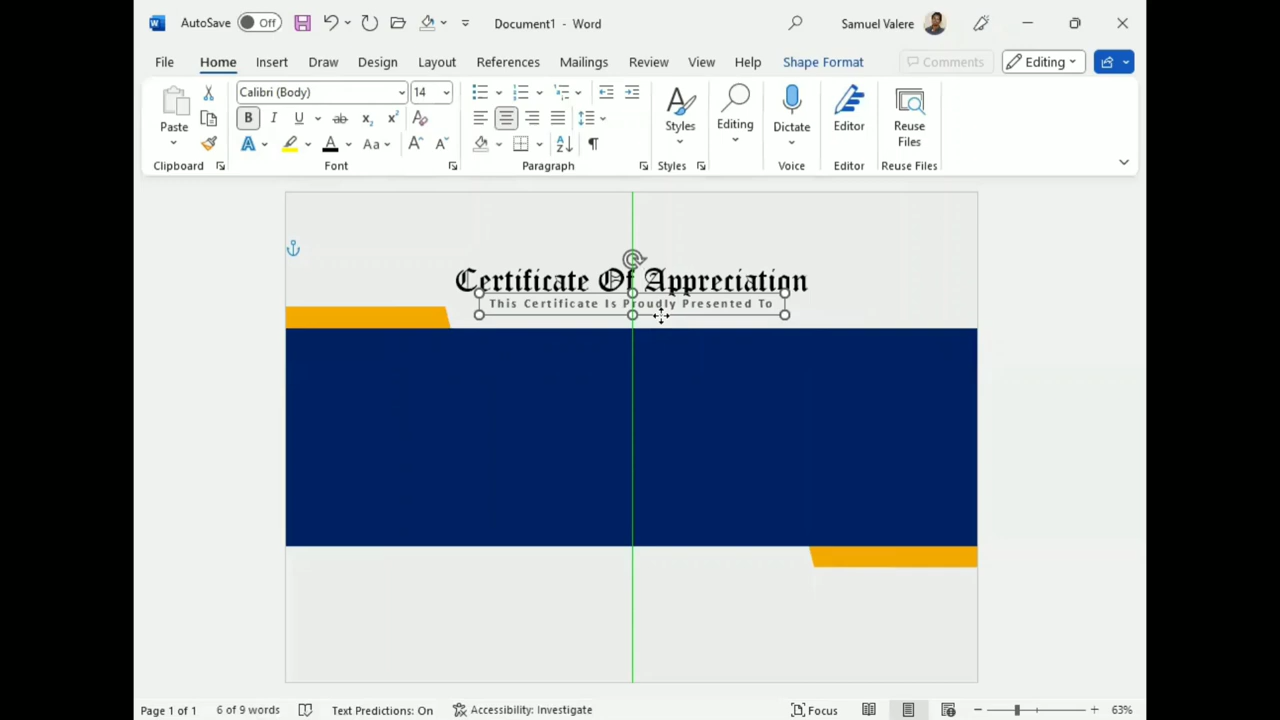 AutoSave Off Document1 - Word Samuel Valere
File Home Insert Draw Design Layout References Mailings Review View Help Shape Format Comments Editing
Calibri (Body) 14
Paste Styles Editing Dictate Editor Reuse Files
Clipboard Font Paragraph Styles Voice Editor Reuse Files
Certificate Of Appreciation
This Certificate Is Proudly Presented To
Page 1 of 1 6 of 9 words Text Predictions: On Accessibility: Investigate Focus 63%